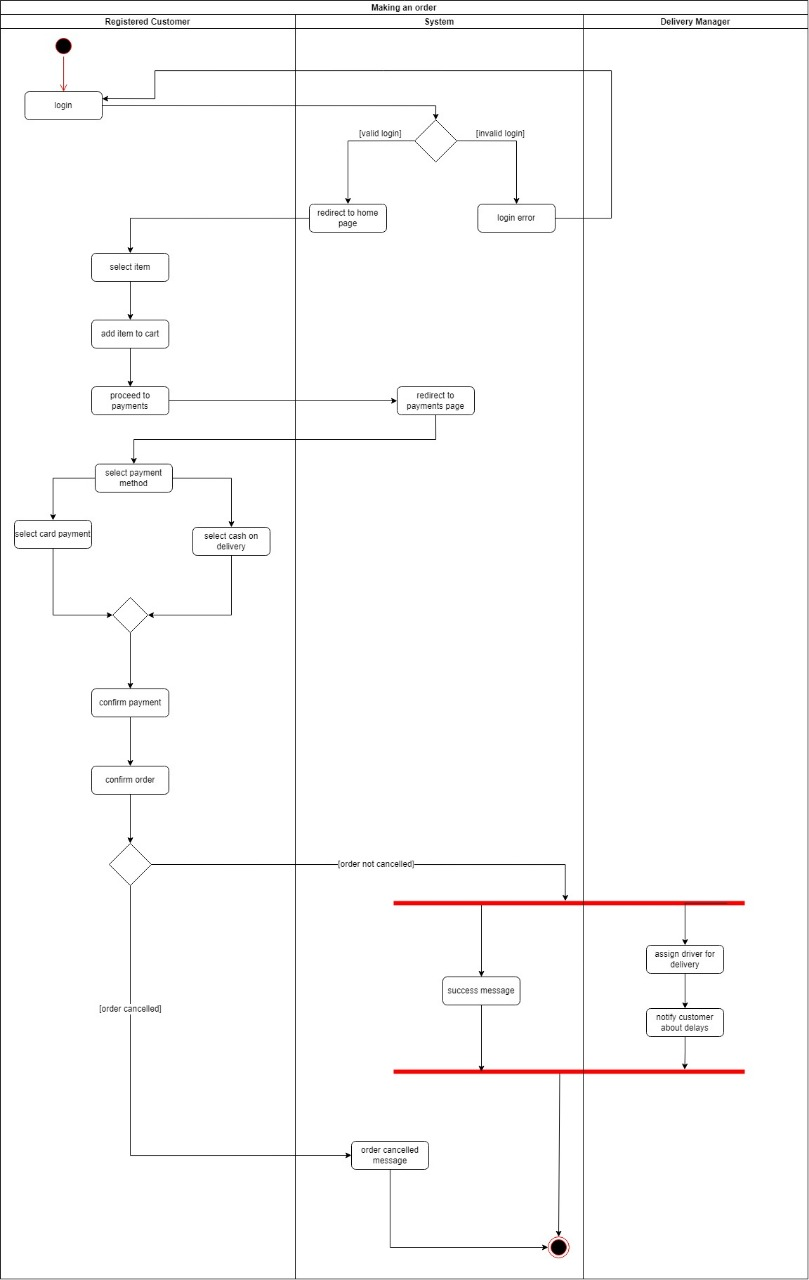 Making an order
Registered Customer
System
Delivery Manager
login
[valid login]
[invalid login]
redirect to home
page
login error
select item
add item to cart
proceed to
payments
redirect to
payments page
select payment
method
select card payment
select cash on
delivery
confirm payment
confirm order
[order not cancelled]
assign driver for
delivery
success message
[order cancelled]
notify customer
about delays
order cancelled
message